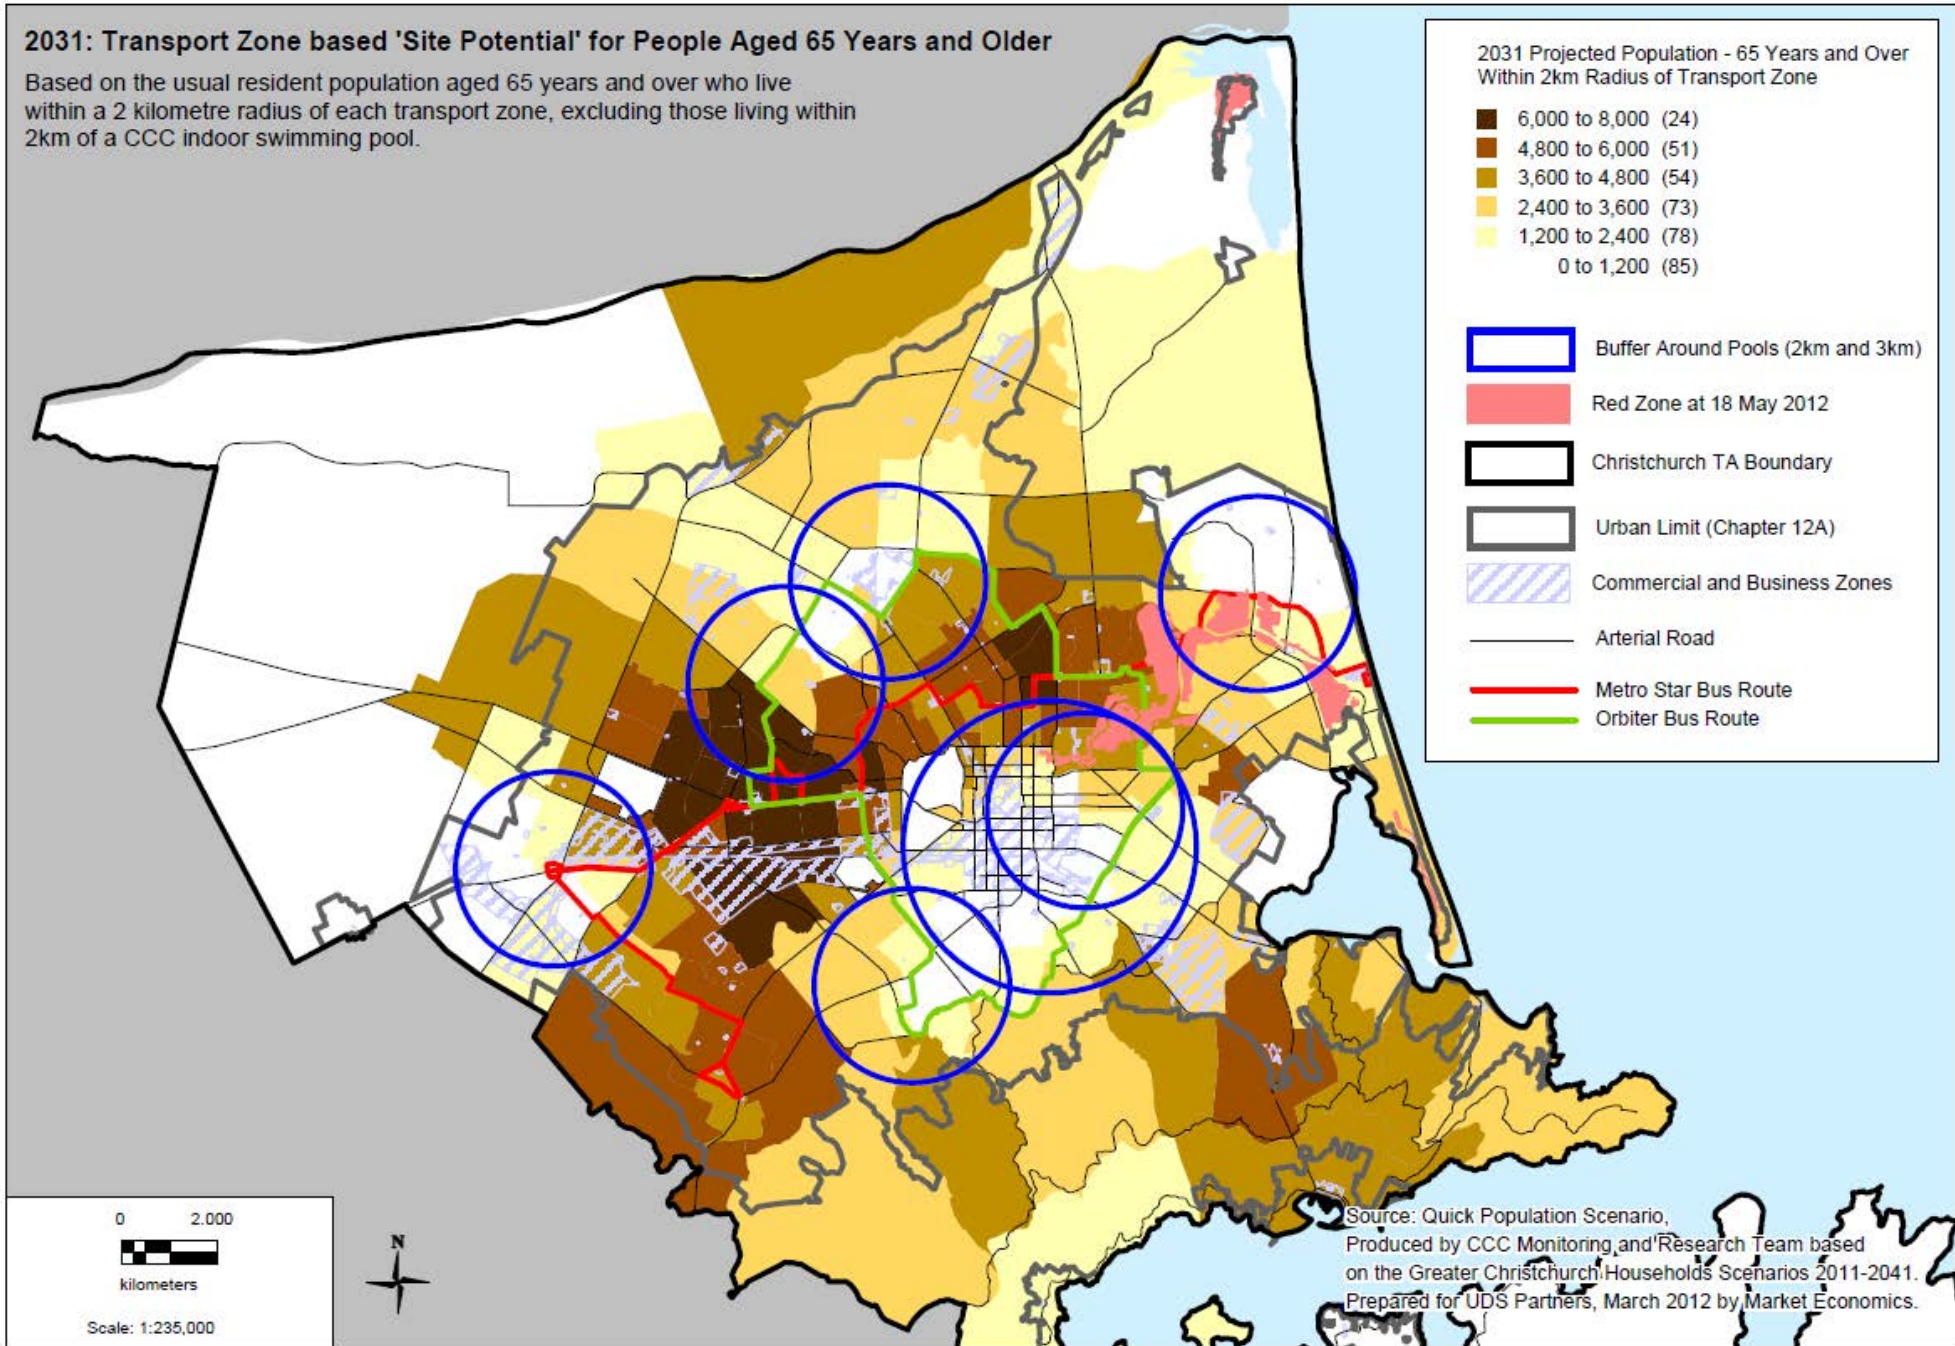 2031: Transport Zone based 'Site Potential' for People Aged 65 Years and Older
Based on the usual resident population aged 65 years and over who live
within a 2 kilometre radius of each transport zone, excluding those living within
2km of a CCC indoor swimming pool.
2031 Projected Population - 65 Years and Over
Within 2km Radius of Transport Zone
6,000 to 8,000 (24)
4,800 to 6,000 (51)
3,600 to 4,800 (54)
2,400 to 3,600 (73)
1,200 to 2,400 (78)
0 to 1,200 (85)
Buffer Around Pools (2km and 3km)
Red Zone at 18 May 2012
Christchurch TA Boundary
Urban Limit (Chapter 12A)
Commercial and Business Zones
Arterial Road
Metro Star Bus Route
Orbiter Bus Route
0 2.000
kilometers
Scale: 1:235,000
N
Source: Quick Population Scenario,
Produced by CCC Monitoring and Research Team based
on the Greater Christchurch Households Scenarios 2011-2041.
Prepared for UDS Partners, March 2012 by Market Economics.